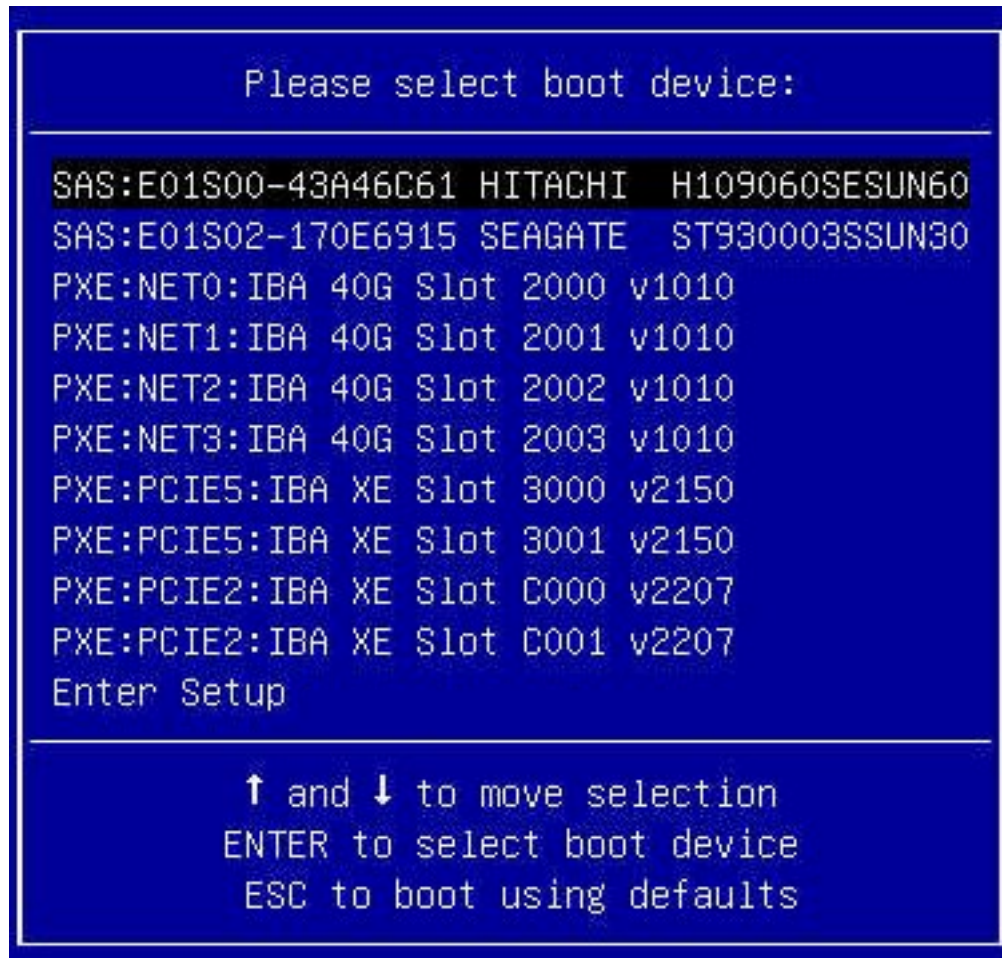 Please select boot device:
SAS:E01S00-43A46C61 HITACHI H109060SESUN60
SAS:E01S02-170E6915 SEAGATE ST930003SSUN30
PXE:NET0:IBA 40G Slot 2000 v1010
PXE:NET1:IBA 40G Slot 2001 v1010
PXE:NET2:IBA 40G Slot 2002 v1010
PXE:NET3:IBA 40G Slot 2003 v1010
PXE:PCIE5:IBA XE Slot 3000 v2150
PXE:PCIE5:IBA XE Slot 3001 v2150
PXE:PCIE2:IBA XE Slot C000 v2207
PXE:PCIE2:IBA XE Slot C001 v2207
Enter Setup
↑ and ↓ to move selection
ENTER to select boot device
ESC to boot using defaults